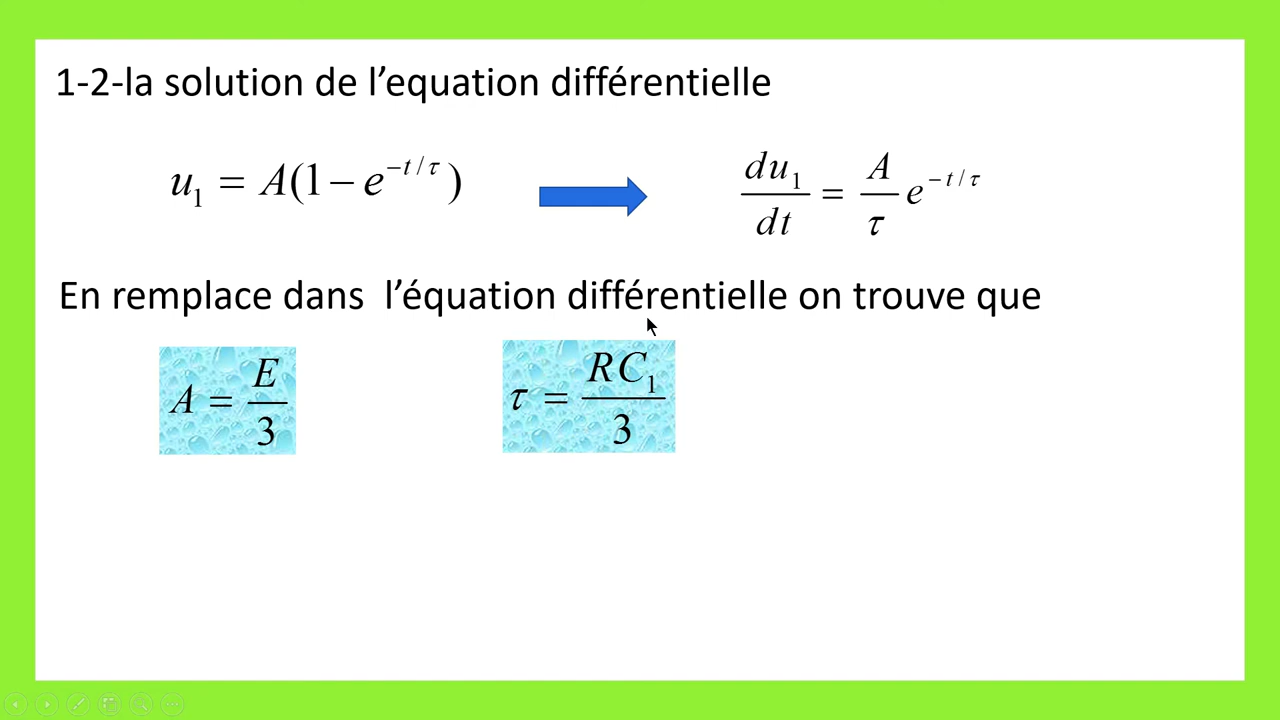 1-2-la solution de l’equation différentielle
u₁ = A(1 − e^(−t/τ))
du₁/dt = A/τ e^(−t/τ)
En remplace dans l’équation différentielle on trouve que
A = E/3
τ = RC₁/3